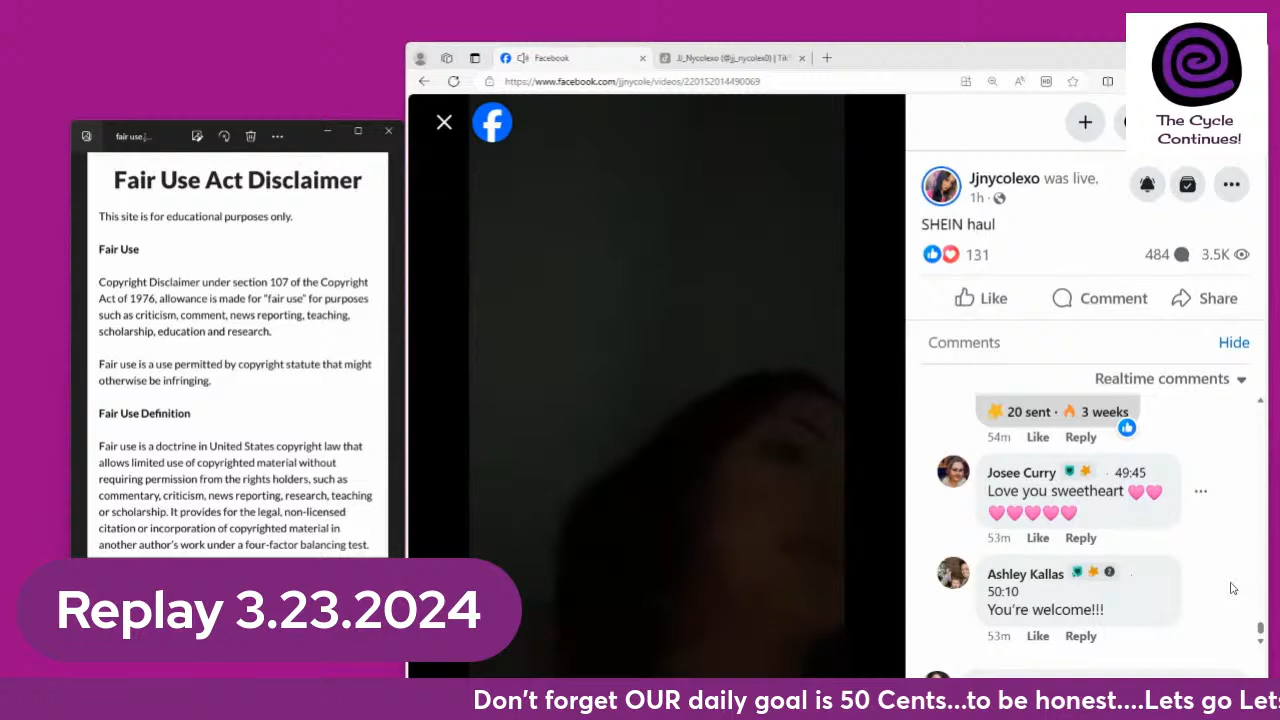 The Cycle
Continues!
Facebook
JJ_Nycolexo (@jj_nycolex0) | Tik
https://www.facebook.com/jjnycole/videos/220152014490069
fair use.j...
Fair Use Act Disclaimer
This site is for educational purposes only.
Fair Use
Copyright Disclaimer under section 107 of the Copyright
Act of 1976, allowance is made for "fair use" for purposes
such as criticism, comment, news reporting, teaching,
scholarship, education and research.
Fair use is a use permitted by copyright statute that might
otherwise be infringing.
Fair Use Definition
Fair use is a doctrine in United States copyright law that
allows limited use of copyrighted material without
requiring permission from the rights holders, such as
commentary, criticism, news reporting, research, teaching
or scholarship. It provides for the legal, non-licensed
citation or incorporation of copyrighted material in
another author's work under a four-factor balancing test.
Jjnycolexo was live.
1h ·
SHEIN haul
131
484
3.5K
Like
Comment
Share
Comments
Hide
Realtime comments
20 sent · 3 weeks
54m Like Reply
Josee Curry · 49:45
Love you sweetheart
53m Like Reply
Ashley Kallas ·
50:10
You're welcome!!!
53m Like Reply
Replay 3.23.2024
Don't forget OUR daily goal is 50 Cents...to be honest....Lets go Let